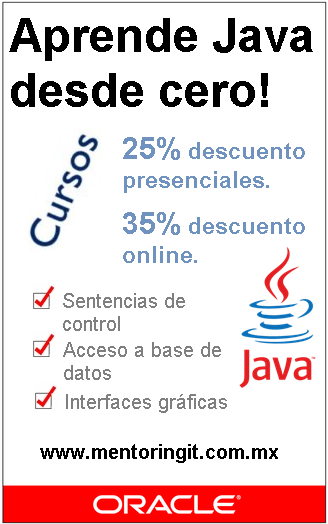 Aprende Java
desde cero!
Cursos
25% descuento
presenciales.
35% descuento
online.
Sentencias de
control
Acceso a base de
datos
Interfaces gráficas
Java™
www.mentoringit.com.mx
ORACLE®